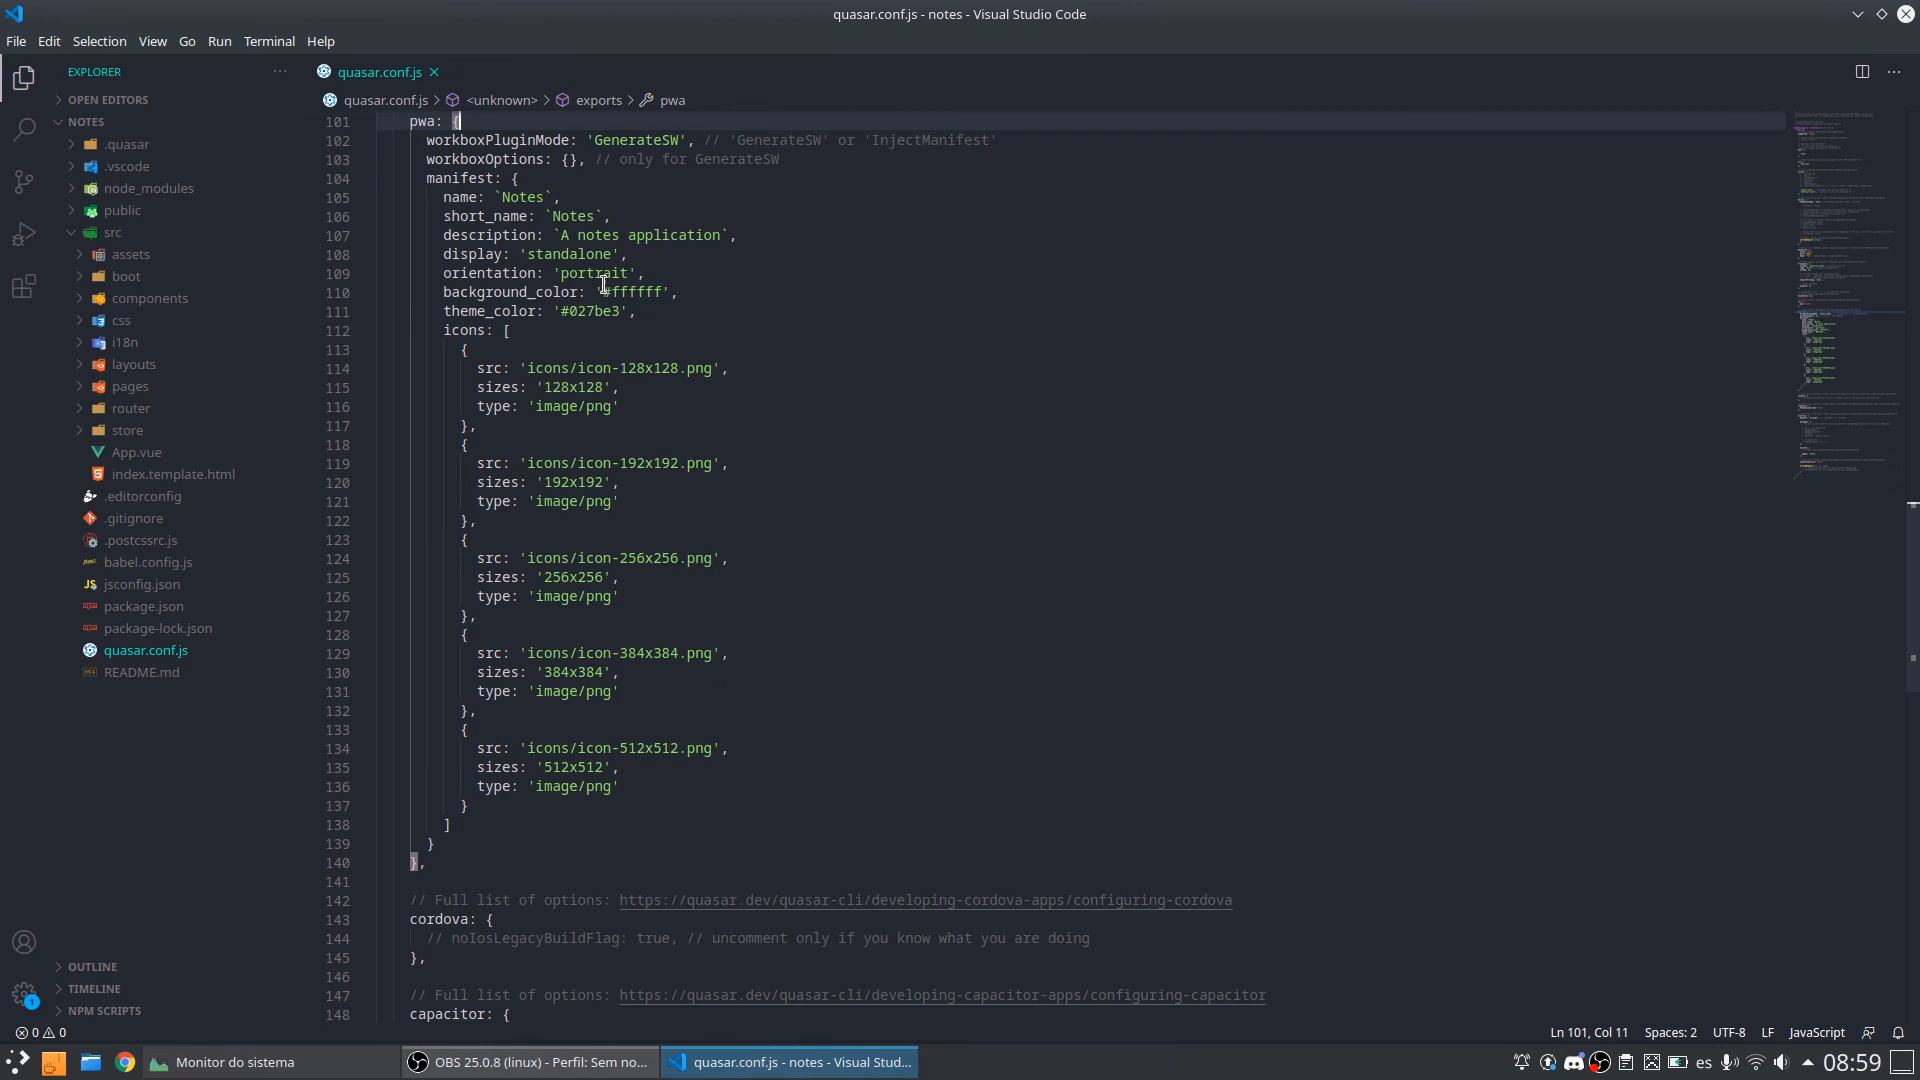 quasar.conf.js - notes - Visual Studio Code
File Edit Selection View Go Run Terminal Help
EXPLORER
OPEN EDITORS
NOTES
.quasar
.vscode
node_modules
public
src
assets
boot
components
css
i18n
layouts
pages
router
store
App.vue
index.template.html
.editorconfig
.gitignore
.postcssrc.js
babel.config.js
JS jsconfig.json
package.json
package-lock.json
quasar.conf.js
README.md
OUTLINE
TIMELINE
NPM SCRIPTS
1
quasar.conf.js
quasar.conf.js > <unknown> > exports > pwa
101 pwa: {
102 workboxPluginMode: 'GenerateSW', // 'GenerateSW' or 'InjectManifest'
103 workboxOptions: {}, // only for GenerateSW
104 manifest: {
105 name: `Notes`,
106 short_name: `Notes`,
107 description: `A notes application`,
108 display: 'standalone',
109 orientation: 'portrait',
110 background_color: '#ffffff',
111 theme_color: '#027be3',
112 icons: [
113 {
114 src: 'icons/icon-128x128.png',
115 sizes: '128x128',
116 type: 'image/png'
117 },
118 {
119 src: 'icons/icon-192x192.png',
120 sizes: '192x192',
121 type: 'image/png'
122 },
123 {
124 src: 'icons/icon-256x256.png',
125 sizes: '256x256',
126 type: 'image/png'
127 },
128 {
129 src: 'icons/icon-384x384.png',
130 sizes: '384x384',
131 type: 'image/png'
132 },
133 {
134 src: 'icons/icon-512x512.png',
135 sizes: '512x512',
136 type: 'image/png'
137 }
138 ]
139 }
140 },
141
142 // Full list of options: https://quasar.dev/quasar-cli/developing-cordova-apps/configuring-cordova
143 cordova: {
144 // noIosLegacyBuildFlag: true, // uncomment only if you know what you are doing
145 },
146
147 // Full list of options: https://quasar.dev/quasar-cli/developing-capacitor-apps/configuring-capacitor
148 capacitor: {
0 0
Ln 101, Col 11 Spaces: 2 UTF-8 LF JavaScript
Monitor do sistema
OBS 25.0.8 (linux) - Perfil: Sem no...
quasar.conf.js - notes - Visual Stud...
es
08:59